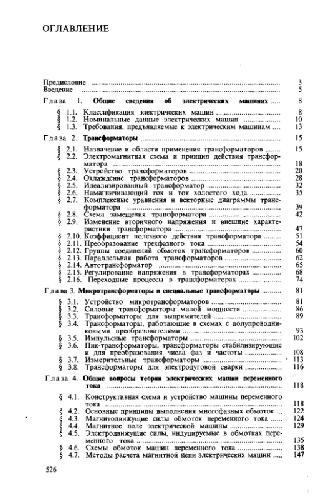 ОГЛАВЛЕНИЕ
Предисловие 3
Введение 5
Глава 1. Общие сведения об электрических машинах 8
§ 1.1. Классификация электрических машин 8
§ 1.2. Номинальные данные электрических машин 10
§ 1.3. Требования, предъявляемые к электрическим машинам 13
Глава 2. Трансформаторы 15
§ 2.1. Назначение и области применения трансформаторов 15
§ 2.2. Электромагнитная схема и принцип действия трансфор-
матора 18
§ 2.3. Устройство трансформаторов 20
§ 2.4. Охлаждение трансформаторов 28
§ 2.5. Идеализированный трансформатор 32
§ 2.6. Намагничивающий ток и ток холостого хода 35
§ 2.7. Комплексные уравнения и векторные диаграммы транс-
форматора 39
§ 2.8. Схема замещения трансформатора 42
§ 2.9. Изменение вторичного напряжения и внешние характе-
ристики трансформатора 47
§ 2.10. Коэффициент полезного действия трансформатора 51
§ 2.11. Преобразование трехфазного тока 54
§ 2.12. Группы соединений обмоток трансформаторов
§ 2.13. Параллельная работа трансформаторов 62
§ 2.14. Автотрансформатор 65
§ 2.15. Регулирование напряжения в трансформаторах 68
§ 2.16. Переходные процессы в трансформаторах 74
Глава 3. Микротрансформаторы и специальные трансформаторы 81
§ 3.1. Устройство микротрансформаторов 81
§ 3.2. Силовые трансформаторы малой мощности 86
§ 3.3. Трансформаторы для выпрямителей 89
§ 3.4. Трансформаторы, работающие в схемах с полупроводни-
ковыми преобразователями 93
§ 3.5. Импульсные трансформаторы 102
§ 3.6. Пик-трансформаторы, трансформаторы стабилизирующие
и для преобразования числа фаз и частоты 108
§ 3.7. Измерительные трансформаторы 113
§ 3.8. Трансформаторы для электродуговой сварки 116
Глава 4. Общие вопросы теории электрических машин переменного
тока 118
§ 4.1. Конструктивная схема и устройство машины переменного
тока 118
§ 4.2. Основные принципы выполнения многофазных обмоток 122
§ 4.3. Магнитодвижущие силы обмоток переменного тока 124
§ 4.4. Магнитное поле электрической машины 129
§ 4.5. Электродвижущие силы, индуцируемые в обмотках пере-
менного тока 135
§ 4.6. Схемы обмоток машин переменного тока 138
§ 4.7. Методы расчета магнитной цепи электрических машин 147
526